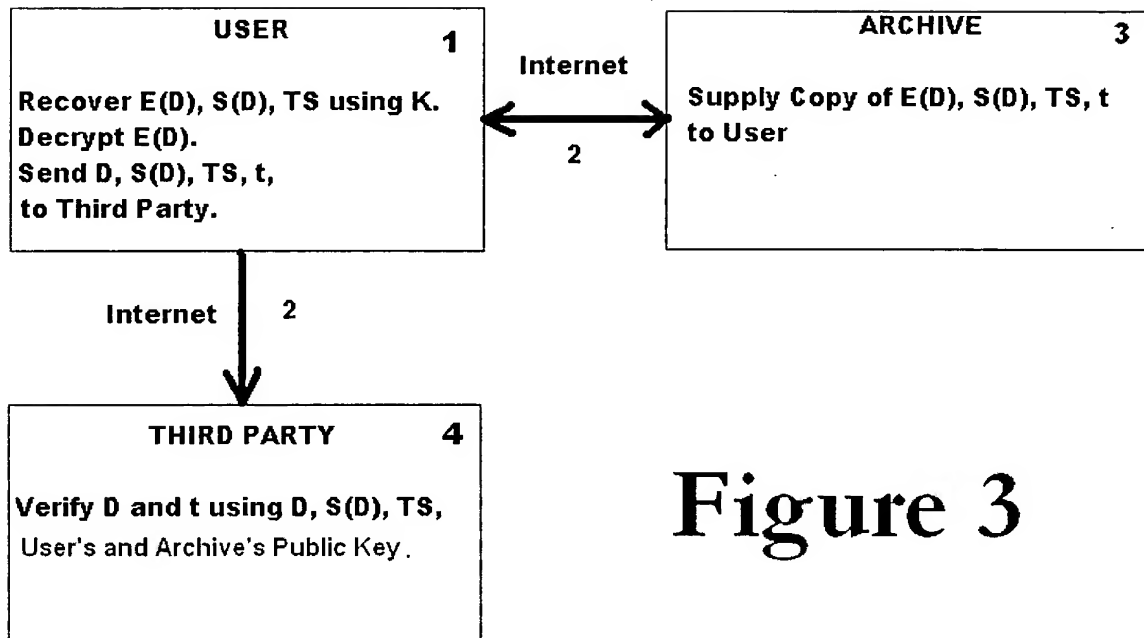 USER 1
Recover E(D), S(D), TS using K.
Decrypt E(D).
Send D, S(D), TS, t,
to Third Party.
Internet
2
ARCHIVE 3
Supply Copy of E(D), S(D), TS, t
to User
Internet 2
THIRD PARTY 4
Verify D and t using D, S(D), TS,
User's and Archive's Public Key.
Figure 3